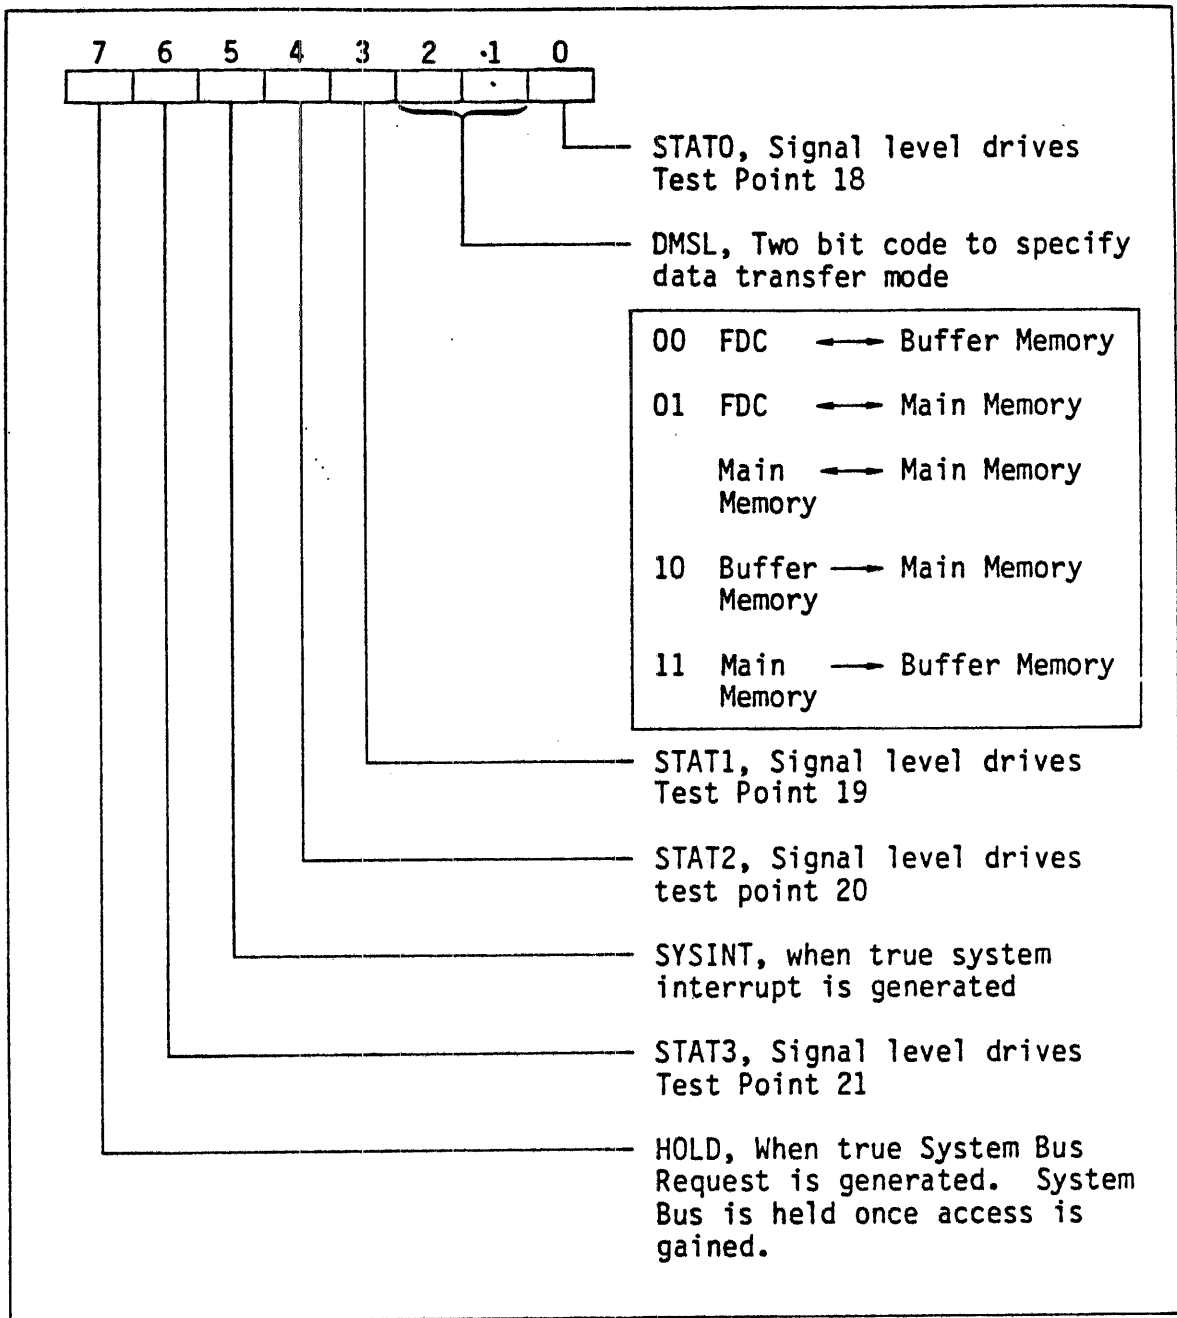 7 6 5 4 3 2 1 0
STAT0, Signal level drives
Test Point 18
DMSL, Two bit code to specify
data transfer mode
00 FDC ←→ Buffer Memory
01 FDC ←→ Main Memory
Main ←→ Main Memory
Memory
10 Buffer → Main Memory
Memory
11 Main → Buffer Memory
Memory
STAT1, Signal level drives
Test Point 19
STAT2, Signal level drives
test point 20
SYSINT, when true system
interrupt is generated
STAT3, Signal level drives
Test Point 21
HOLD, When true System Bus
Request is generated. System
Bus is held once access is
gained.